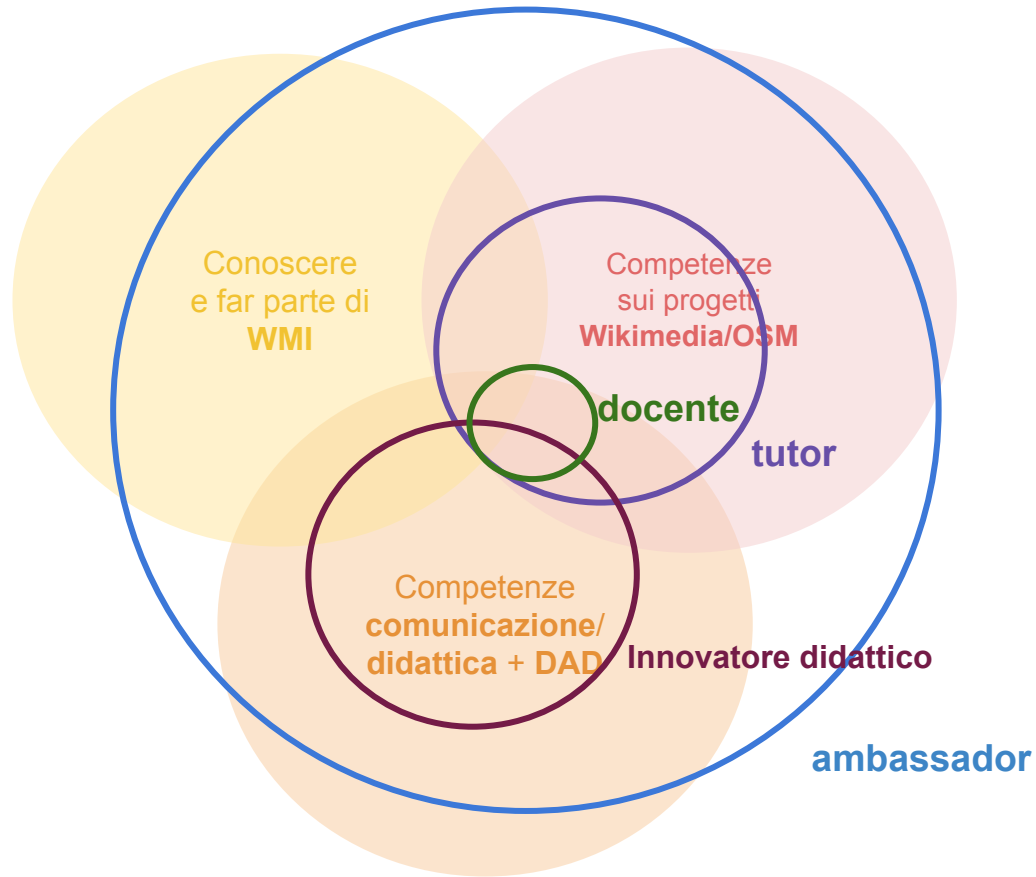 Conoscere
e far parte di
WMI
Competenze
sui progetti
Wikimedia/OSM
docente
tutor
Competenze
comunicazione/
didattica + DAD
Innovatore didattico
ambassador